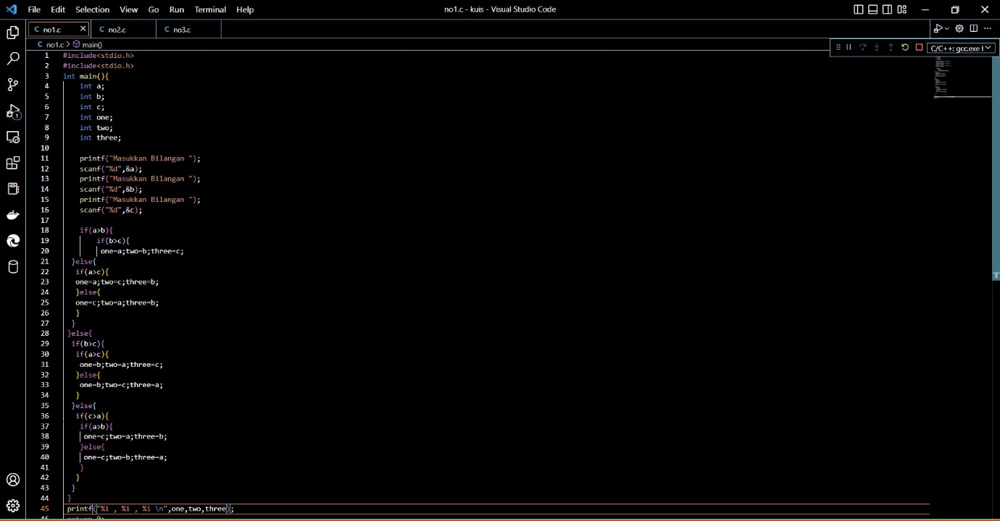 File Edit Selection View Go Run Terminal Help
no1.c - kuis - Visual Studio Code
C no1.c ×
C no2.c
C no3.c
C no1.c > main()
C/C++: gcc.exe
1 #include<stdio.h>
2 #include<stdio.h>
3 int main(){
4 int a;
5 int b;
6 int c;
7 int one;
8 int two;
9 int three;
10
11 printf("Masukkan Bilangan ");
12 scanf("%d",&a);
13 printf("Masukkan Bilangan ");
14 scanf("%d",&b);
15 printf("Masukkan Bilangan ");
16 scanf("%d",&c);
17
18 if(a>b){
19 if(b>c){
20 one=a;two=b;three=c;
21 }else{
22 if(a>c){
23 one=a;two=c;three=b;
24 }else{
25 one=c;two=a;three=b;
26 }
27 }
28 }else{
29 if(b>c){
30 if(a>c){
31 one=b;two=a;three=c;
32 }else{
33 one=b;two=c;three=a;
34 }
35 }else{
36 if(c>a){
37 if(a>b){
38 one=c;two=a;three=b;
39 }else{
40 one=c;two=b;three=a;
41 }
42 }
43 }
44 }
45 printf("%i , %i , %i \n",one,two,three);
46 return 0;
1